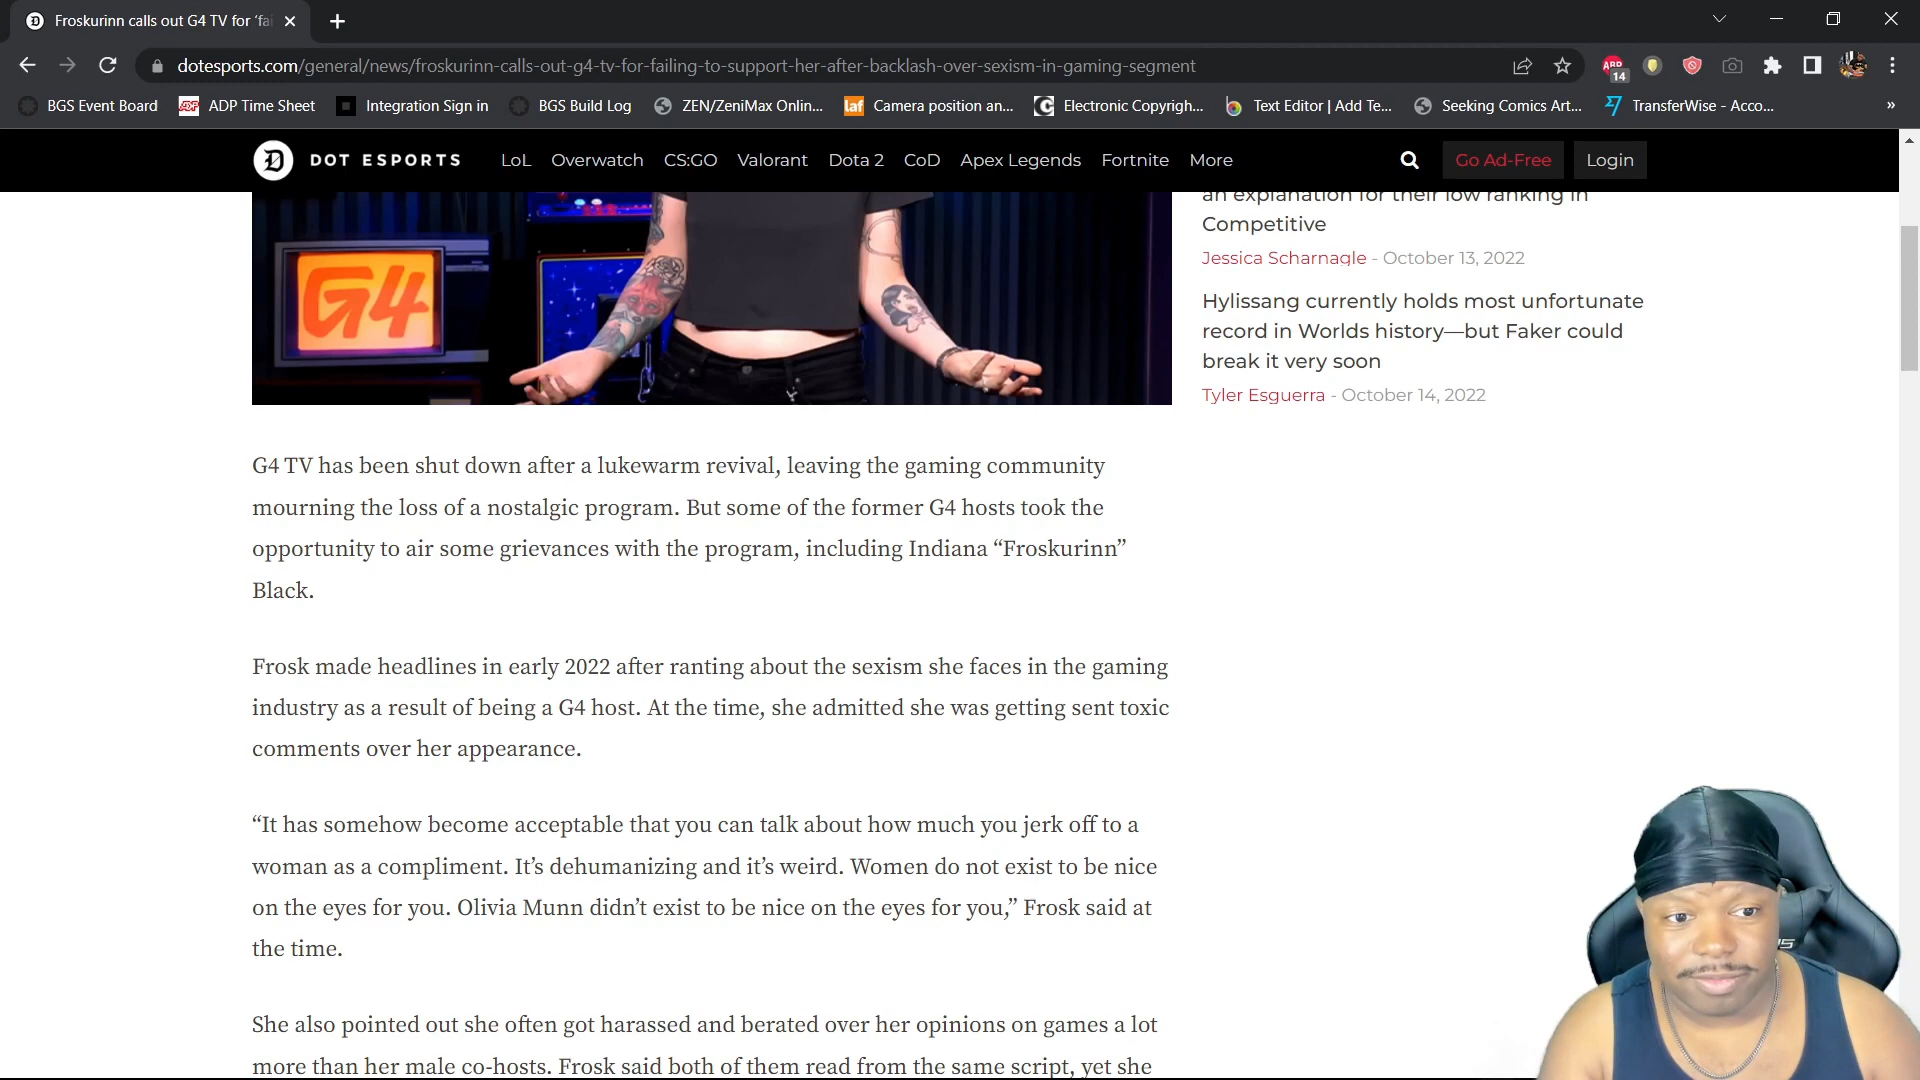 Froskurinn calls out G4 TV for 'fai
dotesports.com/general/news/froskurinn-calls-out-g4-tv-for-failing-to-support-her-after-backlash-over-sexism-in-gaming-segment
ABP
14
BGS Event Board
ADP Time Sheet
Integration Sign in
BGS Build Log
ZEN/ZeniMax Onlin...
laf
Camera position an...
Electronic Copyrigh...
Text Editor | Add Te...
Seeking Comics Art...
TransferWise - Acco...
»
DOT ESPORTS
LoL
Overwatch
CS:GO
Valorant
Dota 2
CoD
Apex Legends
Fortnite
More
Go Ad-Free
Login
G4
an explanation for their low ranking in
Competitive
Jessica Scharnagle - October 13, 2022
Hylissang currently holds most unfortunate
record in Worlds history—but Faker could
break it very soon
Tyler Esguerra - October 14, 2022
G4 TV has been shut down after a lukewarm revival, leaving the gaming community
mourning the loss of a nostalgic program. But some of the former G4 hosts took the
opportunity to air some grievances with the program, including Indiana “Froskurinn”
Black.
Frosk made headlines in early 2022 after ranting about the sexism she faces in the gaming
industry as a result of being a G4 host. At the time, she admitted she was getting sent toxic
comments over her appearance.
“It has somehow become acceptable that you can talk about how much you jerk off to a
woman as a compliment. It’s dehumanizing and it’s weird. Women do not exist to be nice
on the eyes for you. Olivia Munn didn’t exist to be nice on the eyes for you,” Frosk said at
the time.
She also pointed out she often got harassed and berated over her opinions on games a lot
more than her male co-hosts. Frosk said both of them read from the same script, yet she